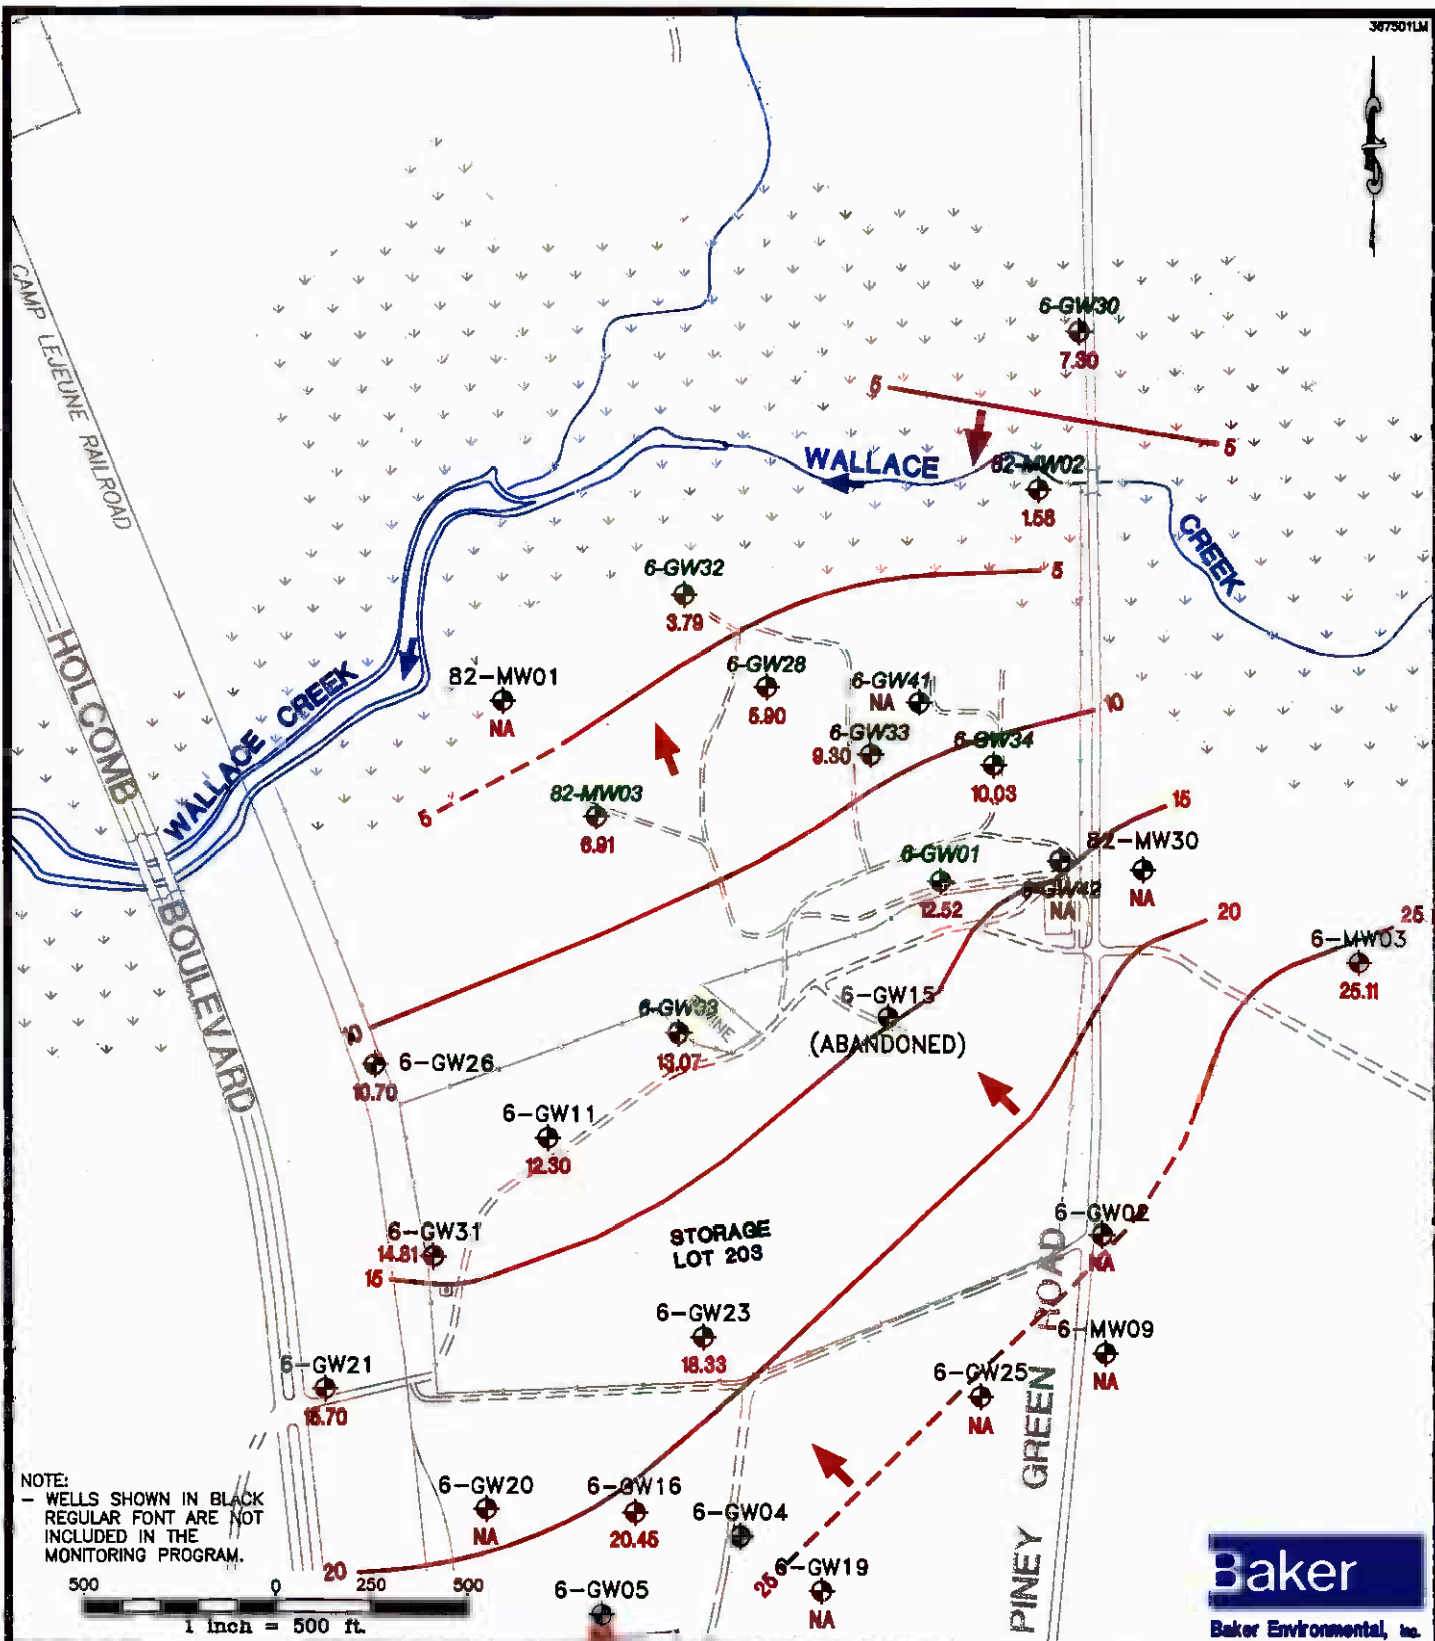 367501LM
CAMP LEJEUNE RAILROAD
6-GW30
7.30
5
5
WALLACE
82-MW02
1.58
CREEK
6-GW32
3.79
5
6-GW28
5.90
82-MW01
NA
6-GW41
NA
6-GW33
9.30
6-GW34
10.03
10
HOLCOMB
WALLACE CREEK
5
82-MW03
6.91
15
82-MW30
NA
6-GW01
12.52
6-GW42
NA
20
25
6-MW03
25.11
BOULEVARD
10
6-GW26
10.70
13.07
6-GW15
(ABANDONED)
6-GW11
12.30
6-GW31
14.81
15
STORAGE
LOT 203
6-GW02
NA
6-GW23
18.33
6-MW09
NA
6-GW21
6-GW25
NA
PINEY GREEN ROAD
6-GW20
NA
6-GW16
20.45
6-GW04
20
25
6-GW19
NA
6-GW05
NOTE:
- WELLS SHOWN IN BLACK
REGULAR FONT ARE NOT
INCLUDED IN THE
MONITORING PROGRAM.
500 0 250 500
1 inch = 500 ft.
Baker
Baker Environmental, Inc.